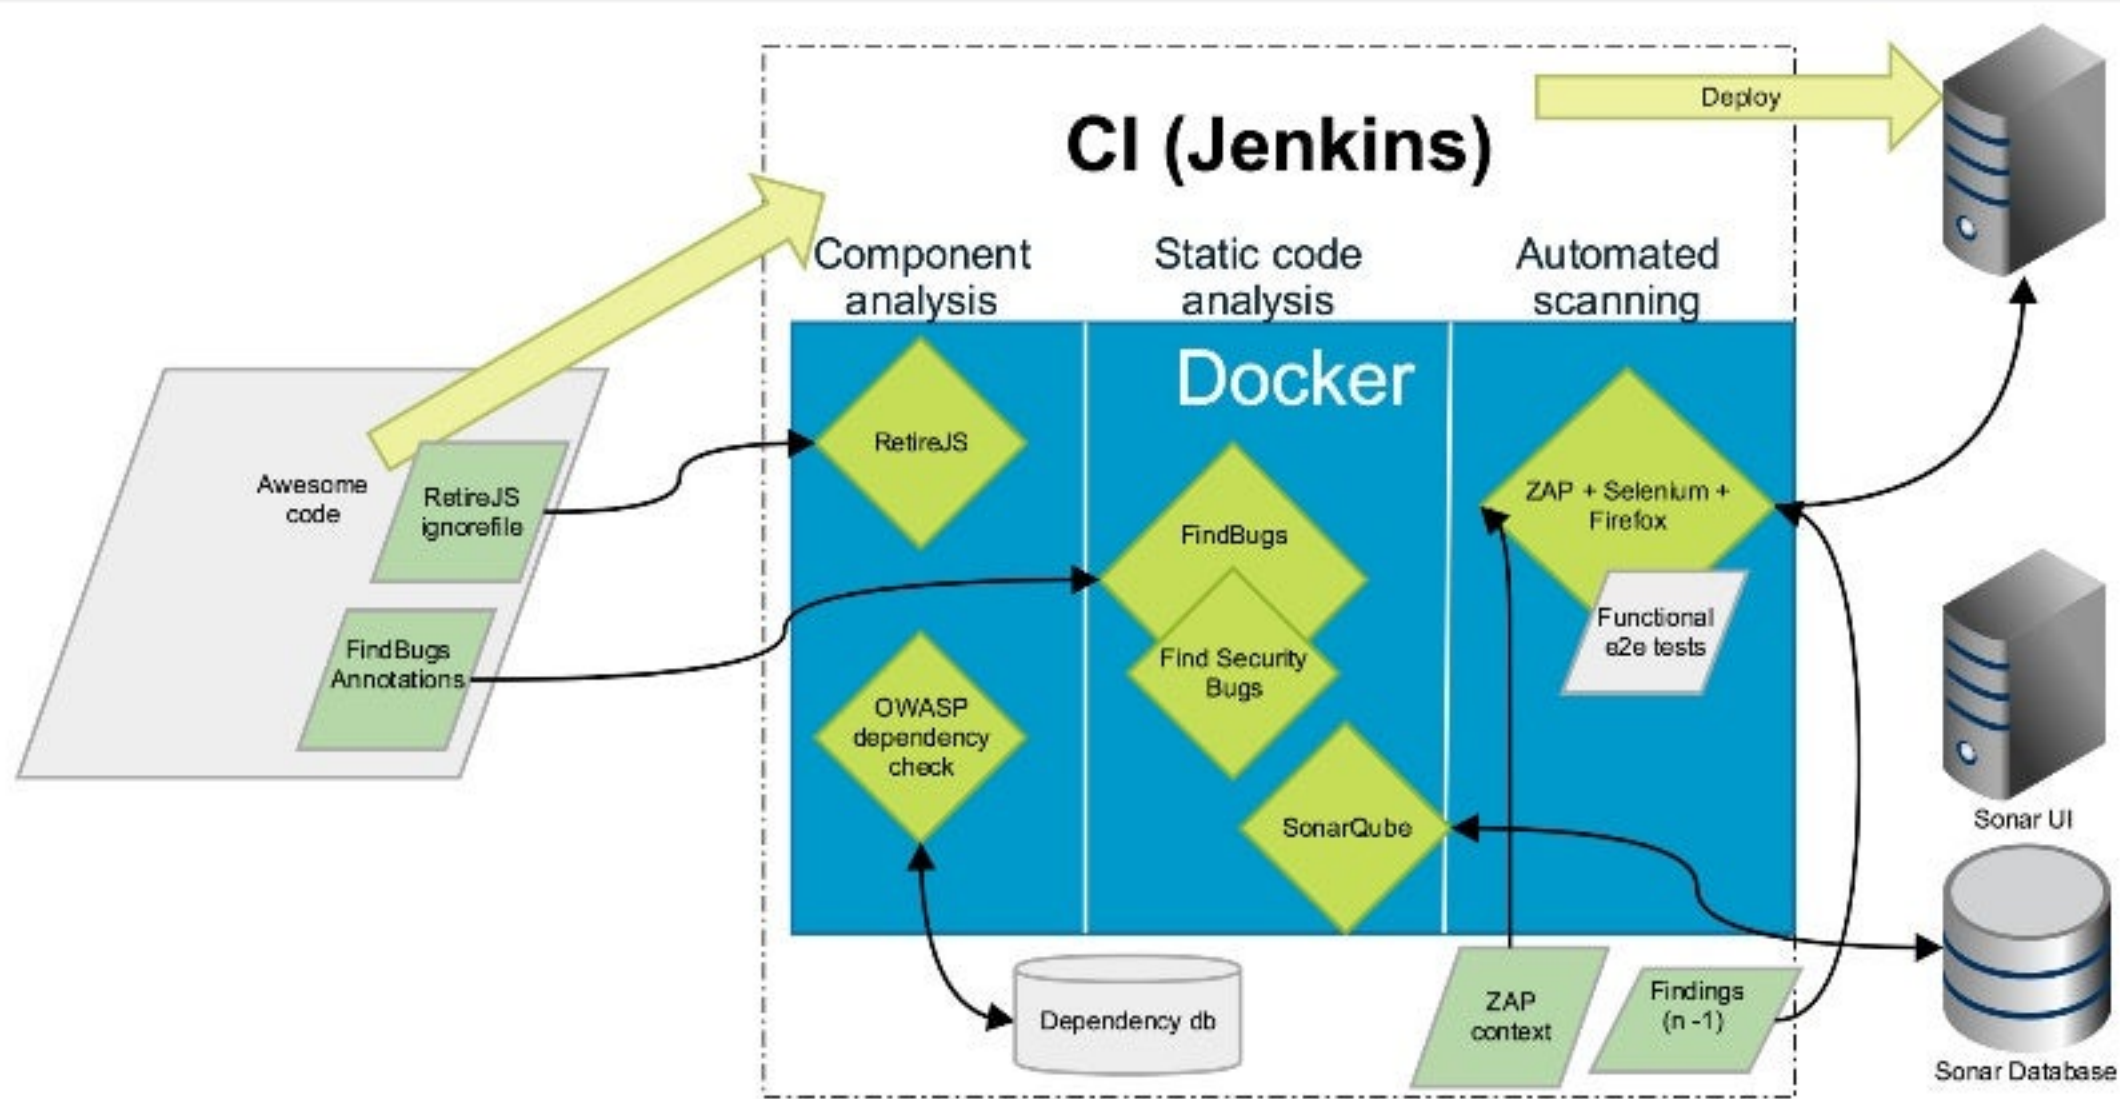 Deploy
CI (Jenkins)
Component
analysis
Static code
analysis
Automated
scanning
Docker
RetireJS
Awesome
code
RetireJS
ignorefile
ZAP + Selenium +
Firefox
FindBugs
Functional
e2e tests
FindBugs
Annotations
Find Security
Bugs
OWASP
dependency
check
SonarQube
Sonar UI
Dependency db
ZAP
context
Findings
(n -1)
Sonar Database